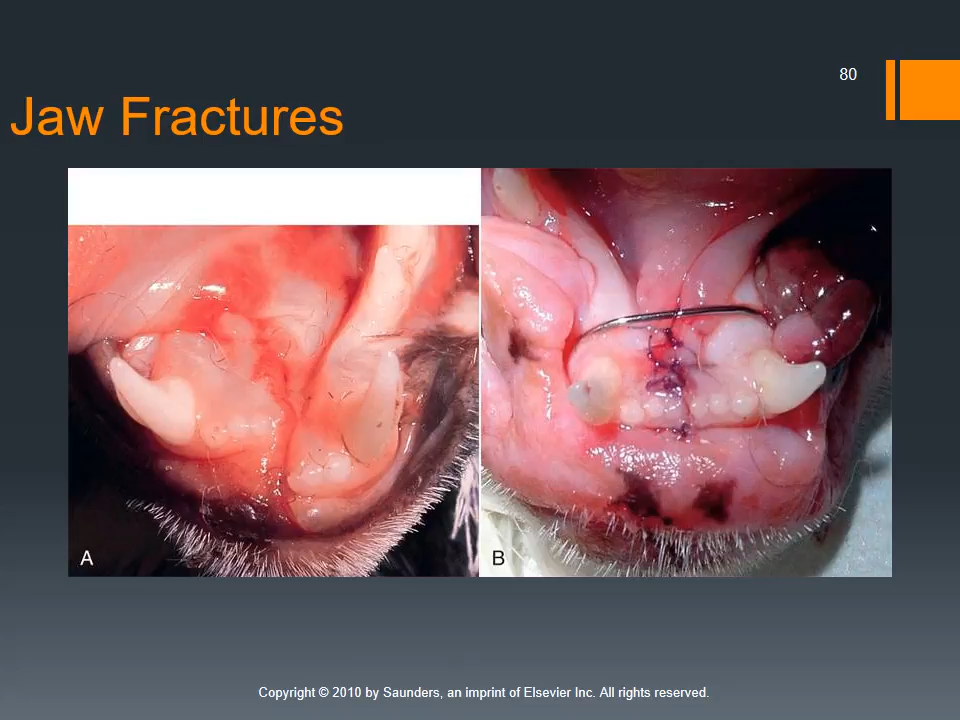 80
Jaw Fractures
A
B
Copyright © 2010 by Saunders, an imprint of Elsevier Inc. All rights reserved.